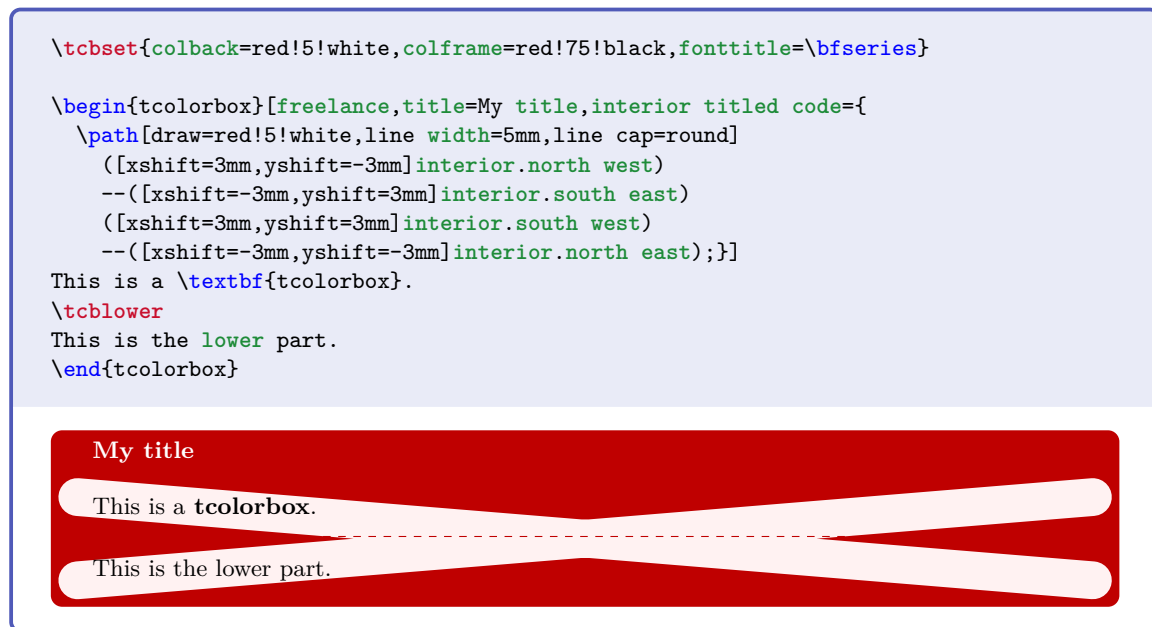 \tcbset{colback=red!5!white,colframe=red!75!black,fonttitle=\bfseries}
\begin{tcolorbox}[freelance,title=My title,interior titled code={
\path[draw=red!5!white,line width=5mm,line cap=round]
([xshift=3mm,yshift=-3mm]interior.north west)
--([xshift=-3mm,yshift=3mm]interior.south east)
([xshift=3mm,yshift=3mm]interior.south west)
--([xshift=-3mm,yshift=-3mm]interior.north east);}]
This is a \textbf{tcolorbox}.
\tcblower
This is the lower part.
\end{tcolorbox}
My title
This is a tcolorbox.
This is the lower part.